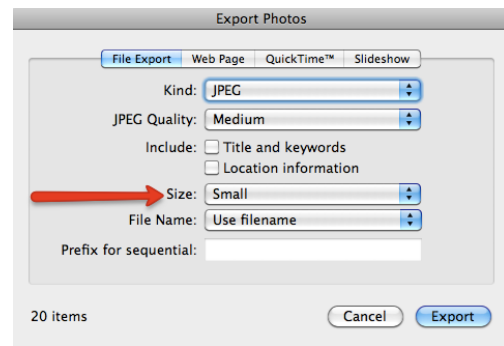 Export Photos
File Export Web Page QuickTime™ Slideshow
Kind: JPEG
JPEG Quality: Medium
Include: Title and keywords
Location information
Size: Small
File Name: Use filename
Prefix for sequential:
20 items Cancel Export